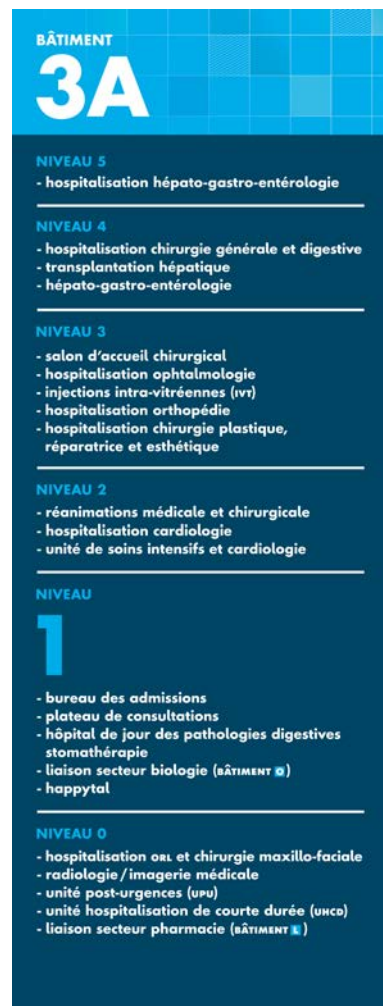 BÂTIMENT
3A
NIVEAU 5
- hospitalisation hépato-gastro-entérologie
NIVEAU 4
- hospitalisation chirurgie générale et digestive
- transplantation hépatique
- hépato-gastro-entérologie
NIVEAU 3
- salon d'accueil chirurgical
- hospitalisation ophtalmologie
- injections intra-vitréennes (IVT)
- hospitalisation orthopédie
- hospitalisation chirurgie plastique,
réparatrice et esthétique
NIVEAU 2
- réanimations médicale et chirurgicale
- hospitalisation cardiologie
- unité de soins intensifs et cardiologie
NIVEAU
1
- bureau des admissions
- plateau de consultations
- hôpital de jour des pathologies digestives
stomathérapie
- liaison secteur biologie (BÂTIMENT O)
- happytal
NIVEAU 0
- hospitalisation ORL et chirurgie maxillo-faciale
- radiologie/imagerie médicale
- unité post-urgences (UPU)
- unité hospitalisation de courte durée (UHCD)
- liaison secteur pharmacie (BÂTIMENT L)